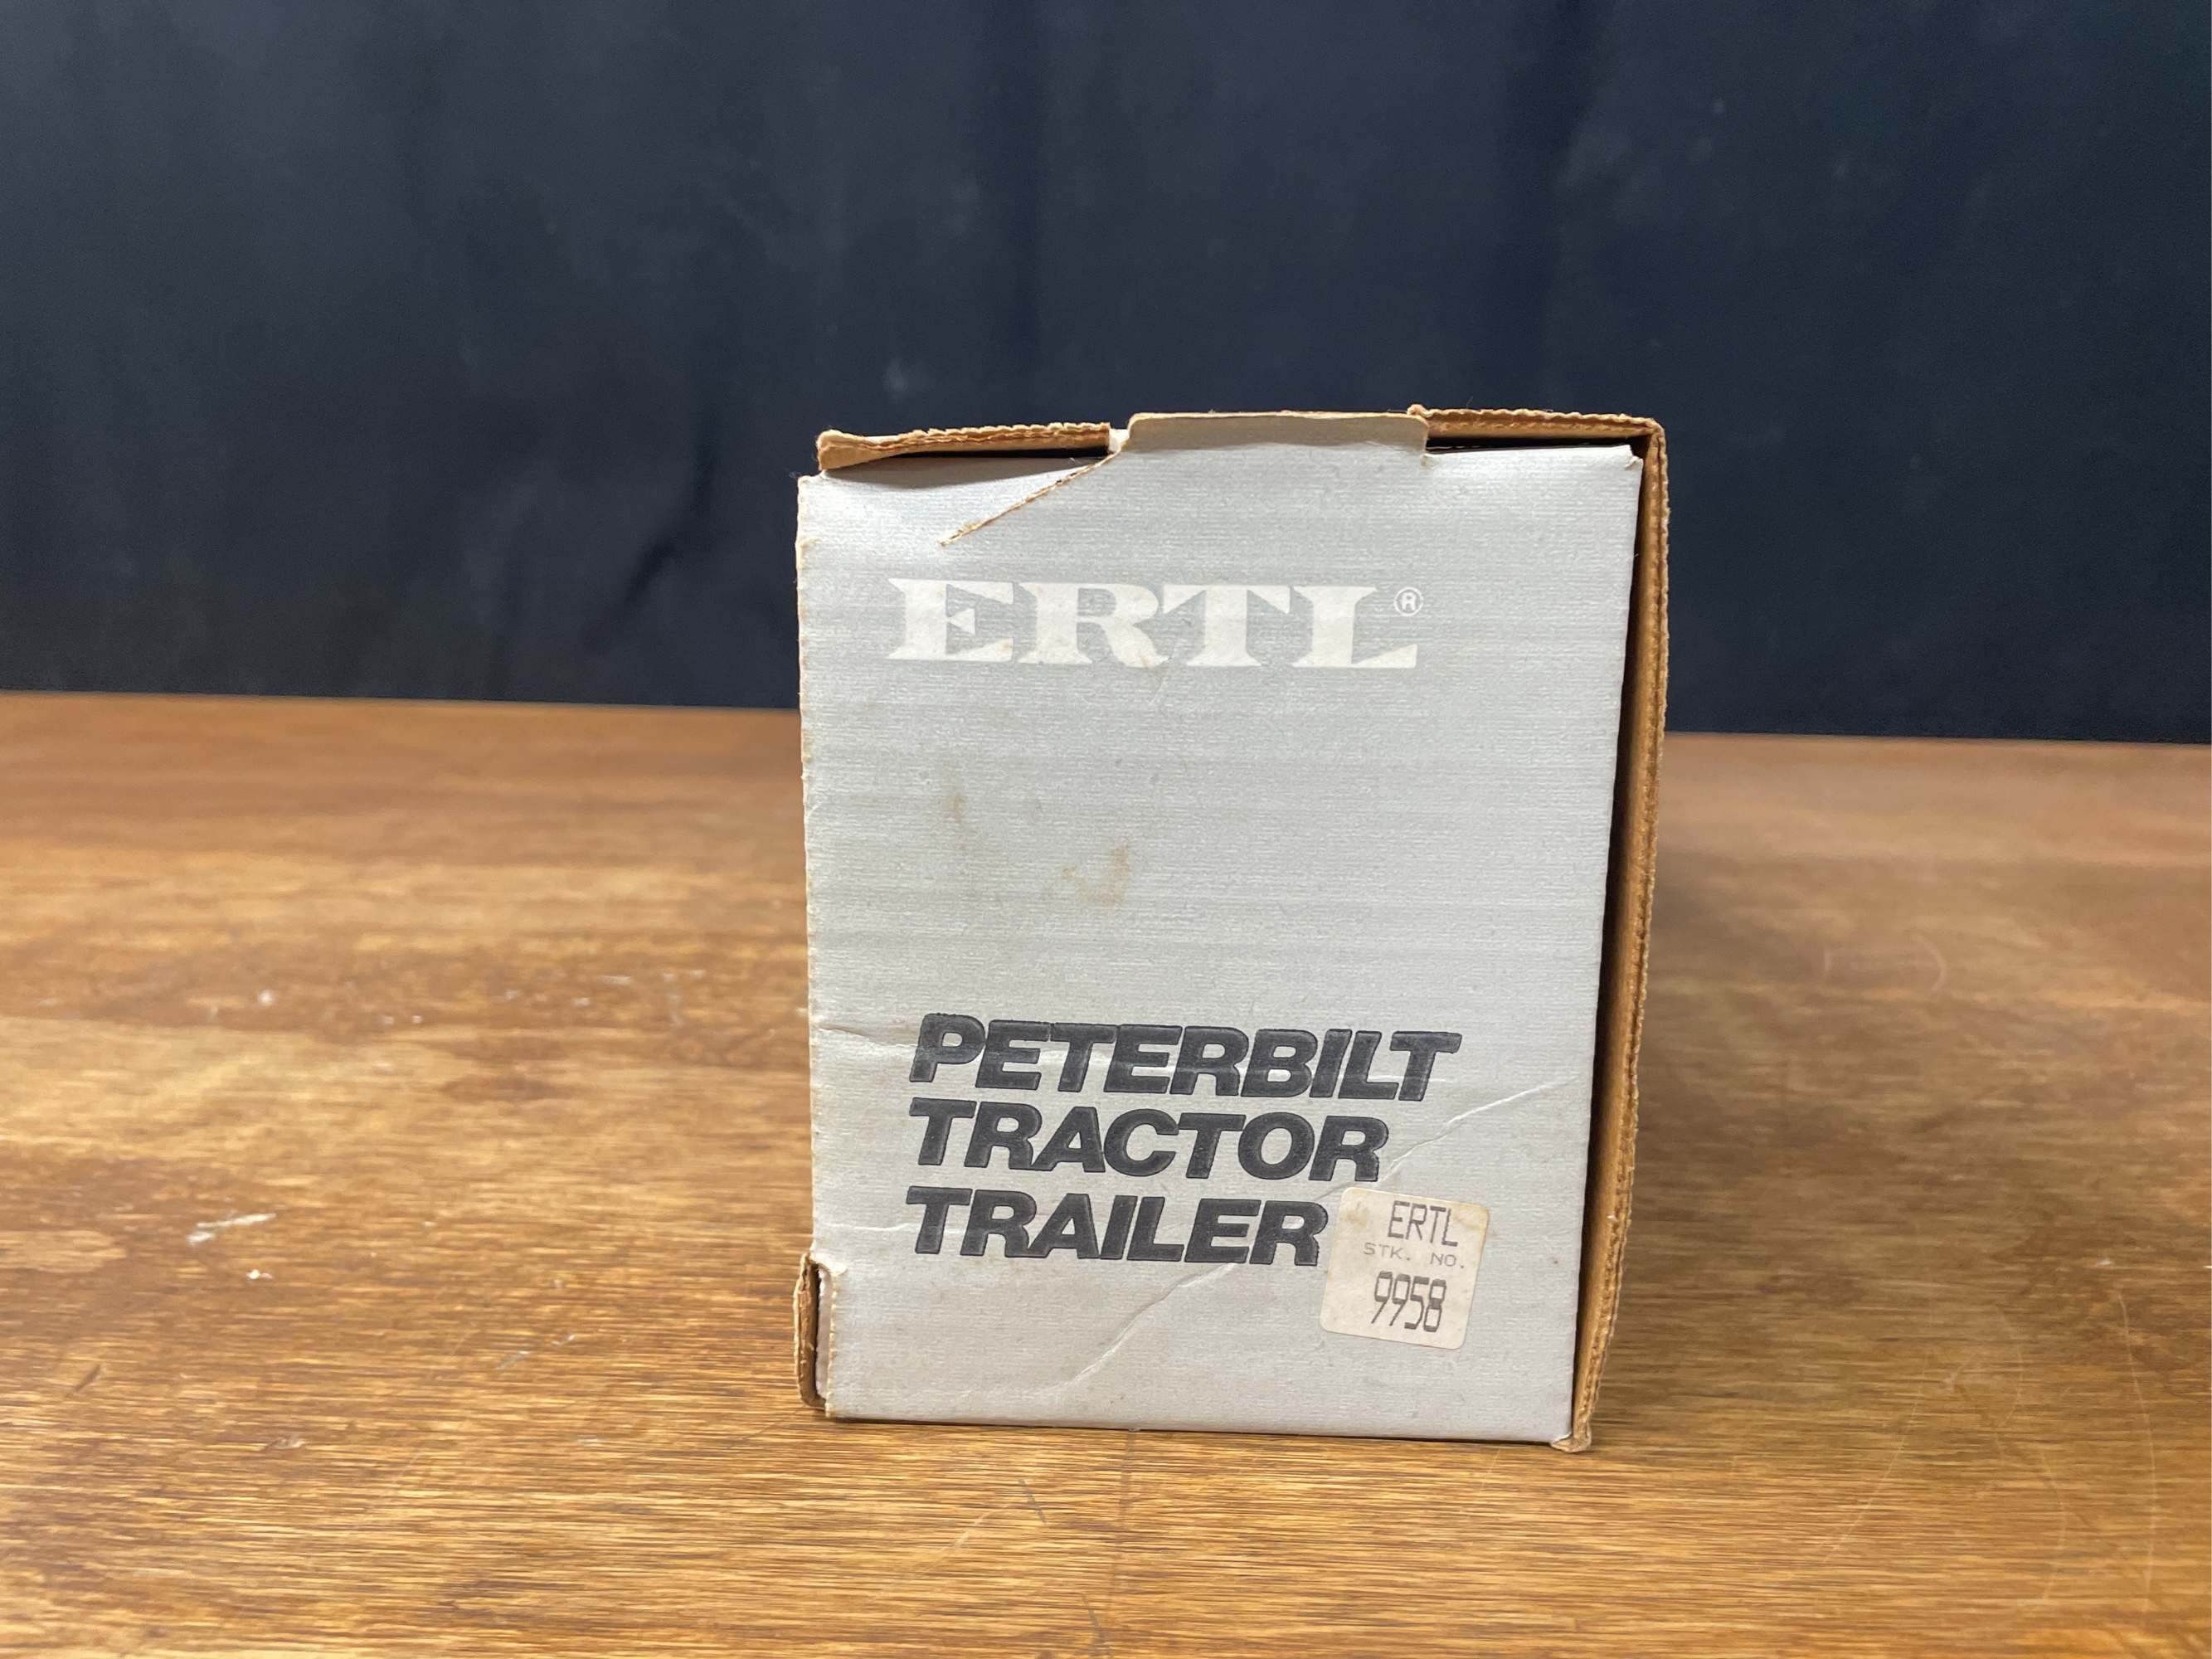 ERTL®
PETERBILT
TRACTOR
TRAILER
ERTL
STK. NO.
9958